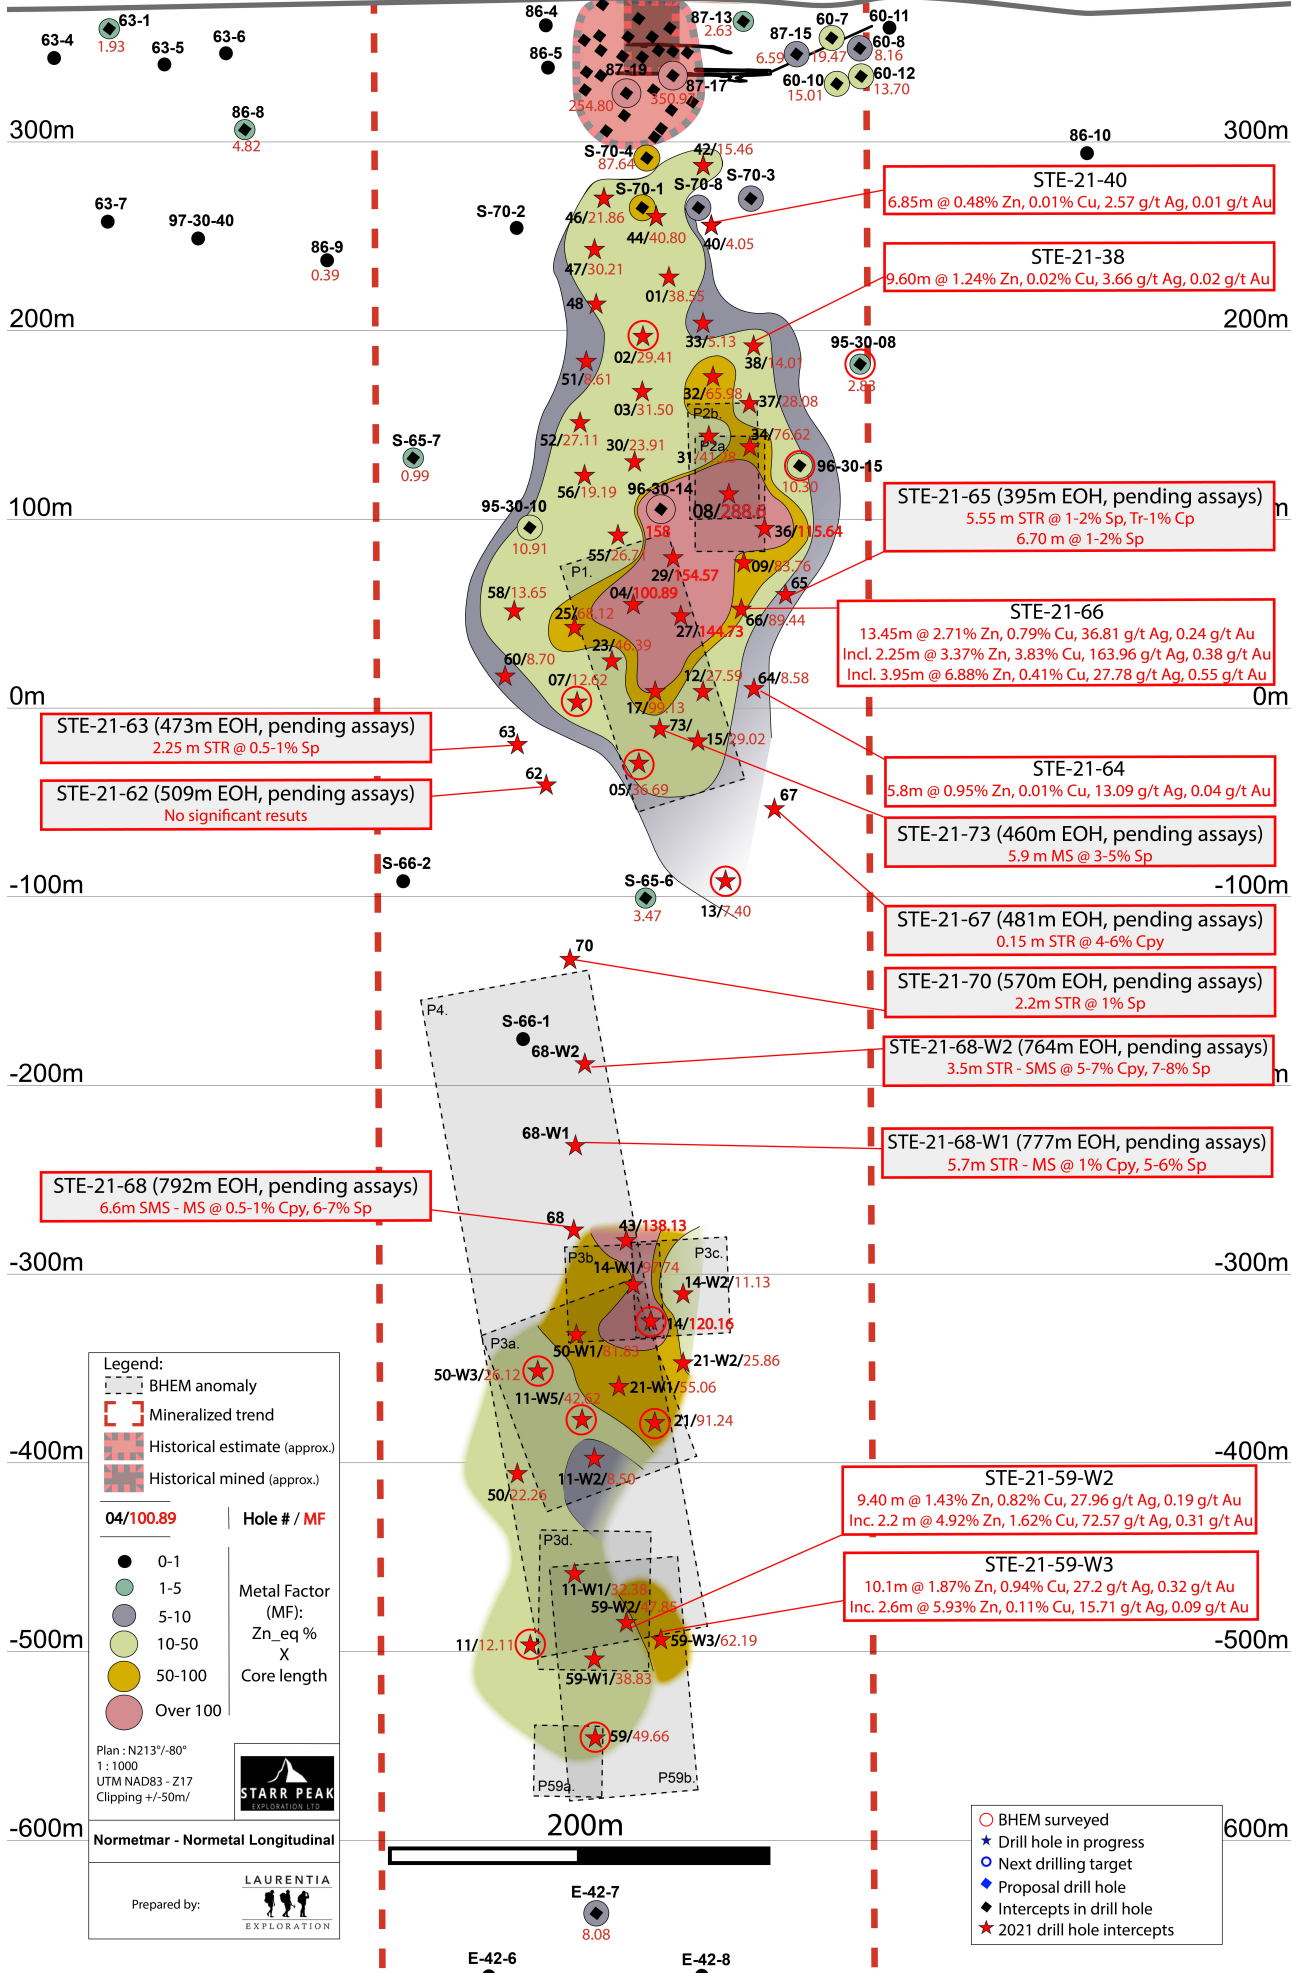 63-1
1.93
63-4
63-5
63-6
86-4
86-5
87-13
2.63
87-15
6.59
60-7
19.47
60-11
60-8
8.16
60-10
15.01
60-12
13.70
87-19
254.80
87-17
350.97
86-8
4.82
300m
300m
86-10
S-70-4
87.64
42/15.46
S-70-1
S-70-8
S-70-3
STE-21-40
6.85m @ 0.48% Zn, 0.01% Cu, 2.57 g/t Ag, 0.01 g/t Au
63-7
97-30-40
S-70-2
46/21.86
44/40.80
40/4.05
86-9
0.39
47/30.21
STE-21-38
9.60m @ 1.24% Zn, 0.02% Cu, 3.66 g/t Ag, 0.02 g/t Au
01/38.55
48
200m
200m
33/5.13
02/29.41
38/14.01
95-30-08
2.83
51/8.61
32/65.98
03/31.50
37/28.08
P2b.
52/27.11
S-65-7
0.99
30/23.91
34/76.62
P2a.
31/41.28
96-30-15
10.30
56/19.19
96-30-14
158
95-30-10
10.91
08/288.6
STE-21-65 (395m EOH, pending assays)
5.55 m STR @ 1-2% Sp, Tr-1% Cp
6.70 m @ 1-2% Sp
100m
m
36/115.64
55/26.71
P1.
29/154.57
09/83.76
58/13.65
04/100.89
65
25/68.12
27/144.73
66/89.44
STE-21-66
13.45m @ 2.71% Zn, 0.79% Cu, 36.81 g/t Ag, 0.24 g/t Au
Incl. 2.25m @ 3.37% Zn, 3.83% Cu, 163.96 g/t Ag, 0.38 g/t Au
Incl. 3.95m @ 6.88% Zn, 0.41% Cu, 27.78 g/t Ag, 0.55 g/t Au
23/46.39
60/8.70
07/12.62
12/27.59
64/8.58
0m
0m
17/99.13
73/
15/29.02
STE-21-63 (473m EOH, pending assays)
2.25 m STR @ 0.5-1% Sp
63
STE-21-62 (509m EOH, pending assays)
No significant resuts
62
05/36.69
67
STE-21-64
5.8m @ 0.95% Zn, 0.01% Cu, 13.09 g/t Ag, 0.04 g/t Au
STE-21-73 (460m EOH, pending assays)
5.9 m MS @ 3-5% Sp
S-66-2
S-65-6
3.47
13/7.40
-100m
-100m
STE-21-67 (481m EOH, pending assays)
0.15 m STR @ 4-6% Cpy
70
STE-21-70 (570m EOH, pending assays)
2.2m STR @ 1% Sp
P4.
S-66-1
68-W2
STE-21-68-W2 (764m EOH, pending assays)
3.5m STR - SMS @ 5-7% Cpy, 7-8% Sp
-200m
m
68-W1
STE-21-68-W1 (777m EOH, pending assays)
5.7m STR - MS @ 1% Cpy, 5-6% Sp
STE-21-68 (792m EOH, pending assays)
6.6m SMS - MS @ 0.5-1% Cpy, 6-7% Sp
68
43/138.13
P3b.
P3c.
-300m
-300m
14-W1/97.74
14-W2/11.13
14/120.16
P3a.
50-W1/81.83
50-W3/26.12
21-W2/25.86
21-W1/55.06
11-W5/42.62
21/91.24
-400m
-400m
11-W2/8.50
50/22.26
STE-21-59-W2
9.40 m @ 1.43% Zn, 0.82% Cu, 27.96 g/t Ag, 0.19 g/t Au
Inc. 2.2 m @ 4.92% Zn, 1.62% Cu, 72.57 g/t Ag, 0.31 g/t Au
P3d.
STE-21-59-W3
10.1m @ 1.87% Zn, 0.94% Cu, 27.2 g/t Ag, 0.32 g/t Au
Inc. 2.6m @ 5.93% Zn, 0.11% Cu, 15.71 g/t Ag, 0.09 g/t Au
11-W1/32.38
59-W2/47.85
11/12.11
59-W3/62.19
-500m
-500m
59-W1/38.83
59/49.66
P59a.
P59b.
Legend:
BHEM anomaly
Mineralized trend
Historical estimate (approx.)
Historical mined (approx.)
04/100.89
Hole # / MF
0-1
1-5
5-10
10-50
50-100
Over 100
Metal Factor
(MF):
Zn_eq %
X
Core length
Plan : N213°/-80°
1 : 1000
UTM NAD83 - Z17
Clipping +/-50m/
STARR PEAK
EXPLORATION LTD
Normetmar - Normetal Longitudinal
Prepared by:
LAURENTIA
EXPLORATION
-600m
600m
200m
BHEM surveyed
Drill hole in progress
Next drilling target
Proposal drill hole
Intercepts in drill hole
2021 drill hole intercepts
E-42-7
8.08
E-42-6
E-42-8